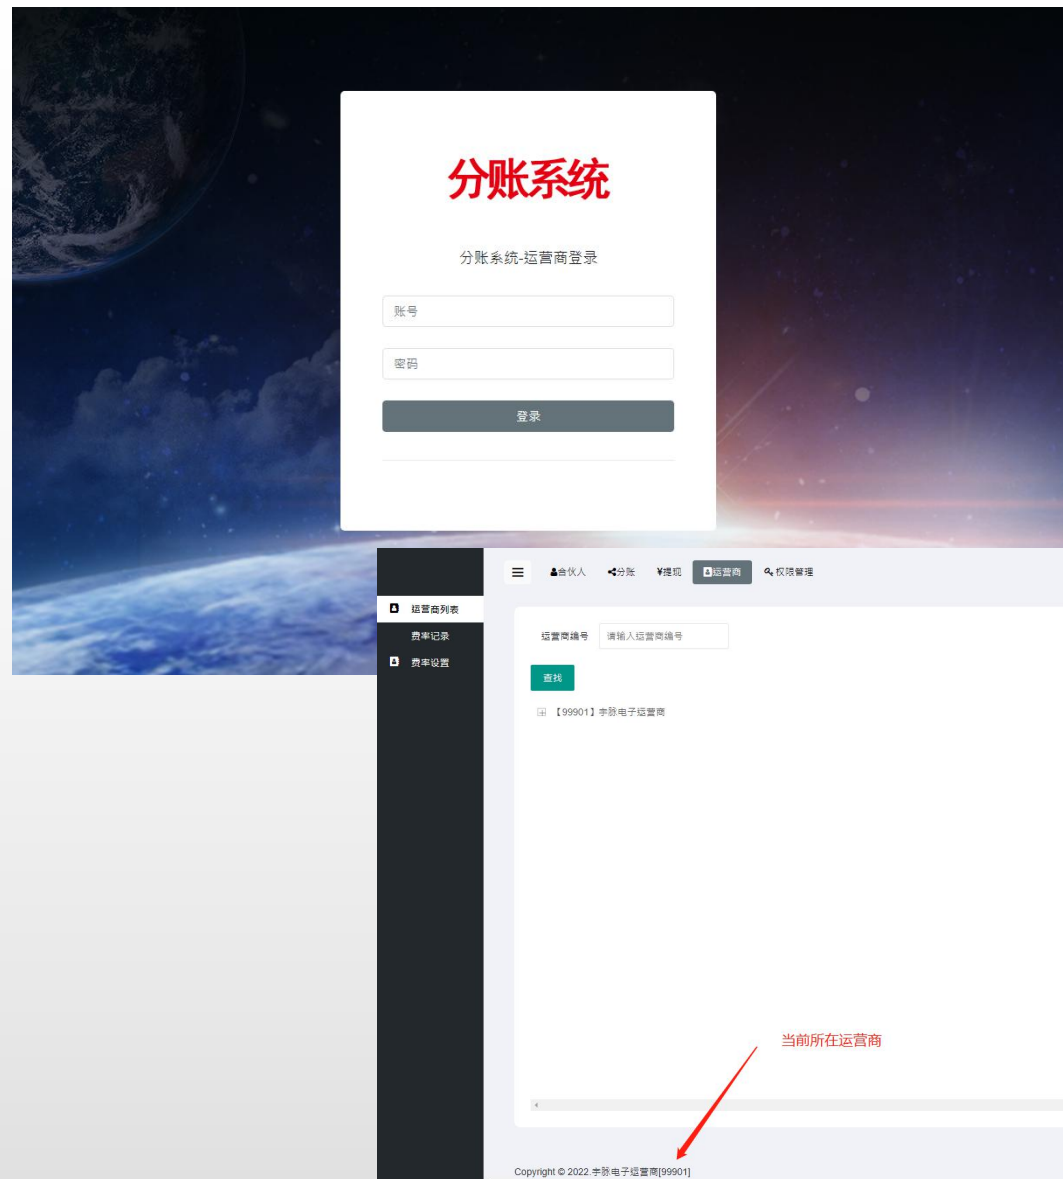 分账系统
分账系统-运营商登录
账号
密码
登录
合伙人 分账 ¥提现 运营商 权限管理
运营商列表
费率记录
费率设置
运营商编号 请输入运营商编号
查找
【99901】宇脉电子运营商
当前所在运营商
Copyright © 2022.宇脉电子运营商[99901]